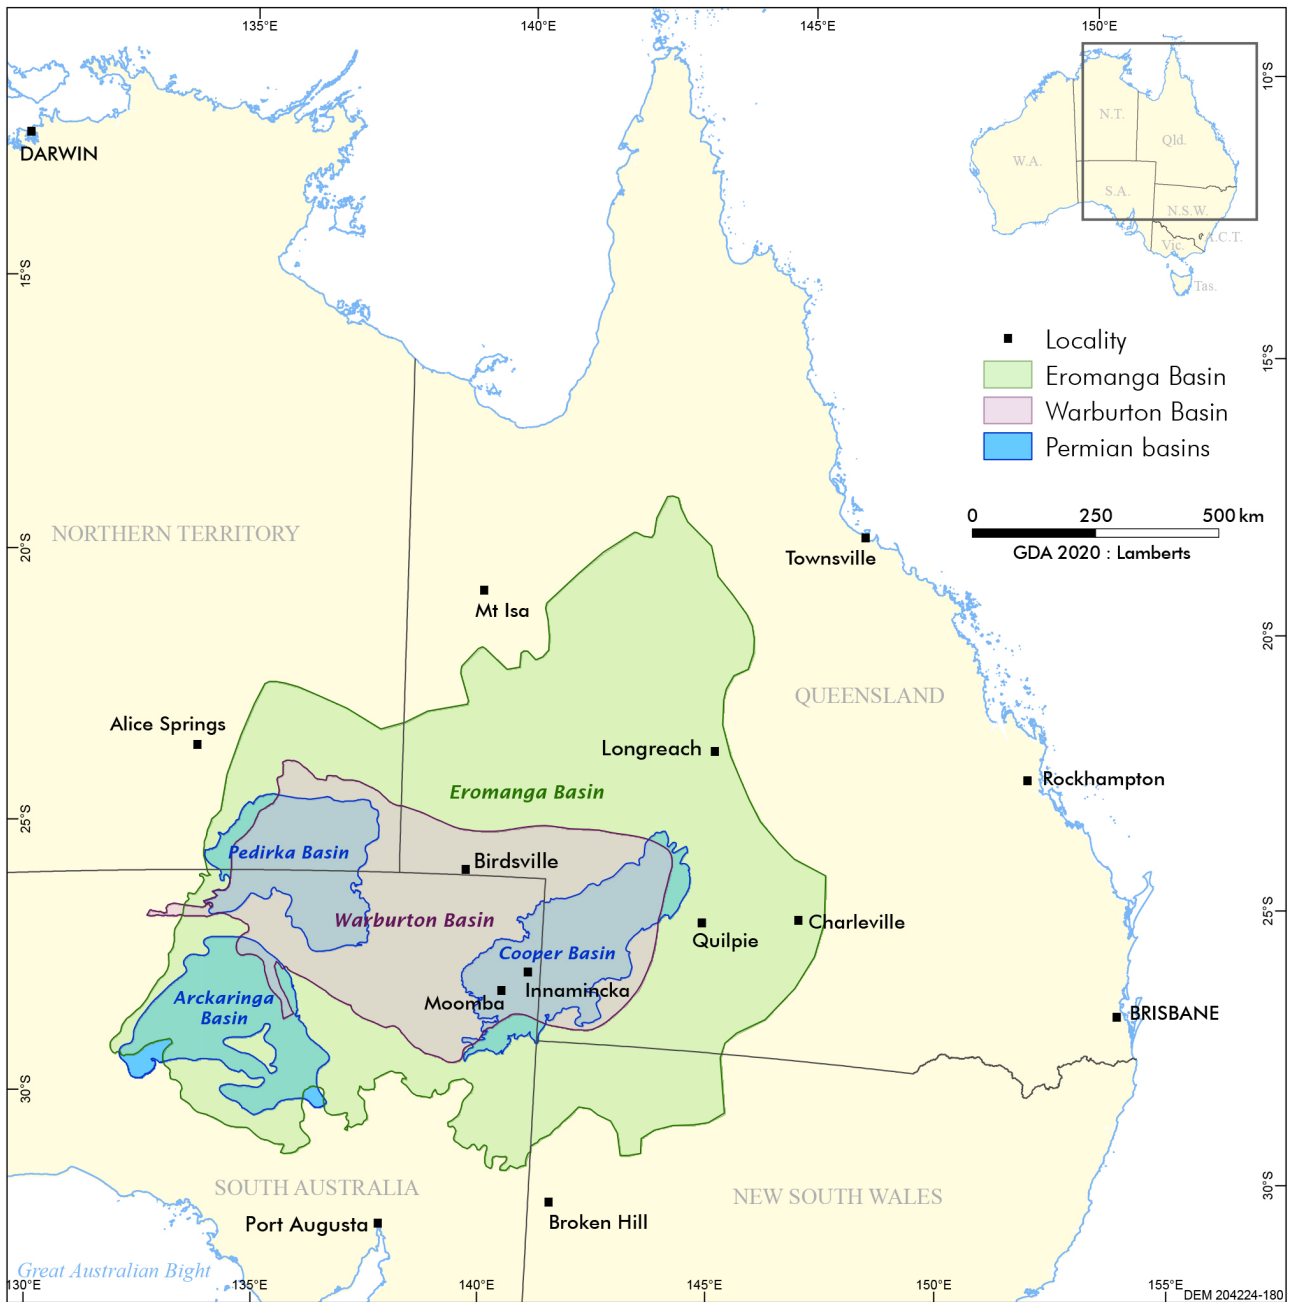 135°E
140°E
145°E
150°E
10°S
15°S
15°S
20°S
20°S
25°S
25°S
30°S
30°S
130°E
135°E
140°E
145°E
150°E
155°E
N.T.
Qld.
W.A.
S.A.
N.S.W.
A.C.T.
Vic.
Tas.
Locality
Eromanga Basin
Warburton Basin
Permian basins
0 250 500 km
GDA 2020 : Lamberts
DARWIN
NORTHERN TERRITORY
Townsville
Mt Isa
QUEENSLAND
Alice Springs
Longreach
Rockhampton
Eromanga Basin
Pedirka Basin
Birdsville
Warburton Basin
Charleville
Quilpie
Cooper Basin
Innamincka
Moomba
Arckaringa
Basin
BRISBANE
SOUTH AUSTRALIA
NEW SOUTH WALES
Port Augusta
Broken Hill
Great Australian Bight
DEM 204224-180